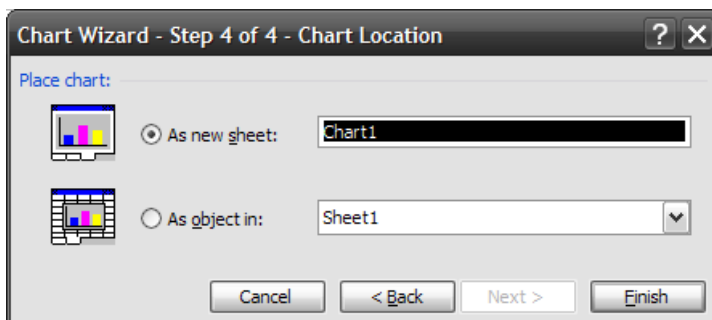 Chart Wizard - Step 4 of 4 - Chart Location
Place chart:
As new sheet: Chart1
As object in: Sheet1
Cancel < Back Next > Finish